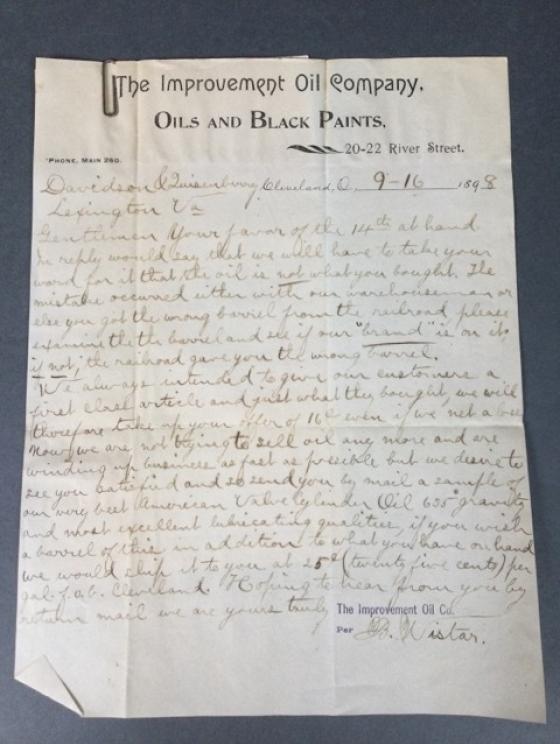 The Improvement Oil Company,
OILS AND BLACK PAINTS,
20-22 River Street.
'PHONE, MAIN 260.
Davidson & Quisenberry Cleveland, O., 9-16 1898
Lexington Va
Gentlemen Your favor of the 14th at hand
In reply would say that we will have to take your
word for it that the oil is not what you bought. The
mistake occurred either with our warehouseman or
else you got the wrong barrel from the railroad please
examine the the barrel and see if our "brand" is on it
if not, the railroad gave you the wrong barrel.
We always intended to give our customers a
first class article and just what they bought, we will
therefore take up your offer of 16¢ even if we net a loss
Now we are not trying to sell oil any more and are
winding up business as fast as possible but we desire to
see you satisfied and so send you by mail a sample of
our very best American Valve Cylinder Oil 635° gravity
and most excellent lubricating qualities, if you wish
a barrel of this in addition to what you have on hand
we would ship it to you at 25¢ (twenty five cents) per
gal. f.o.b. Cleveland. Hoping to hear from you by
return mail we are yours truly The Improvement Oil Co.
Per B. Wistar.